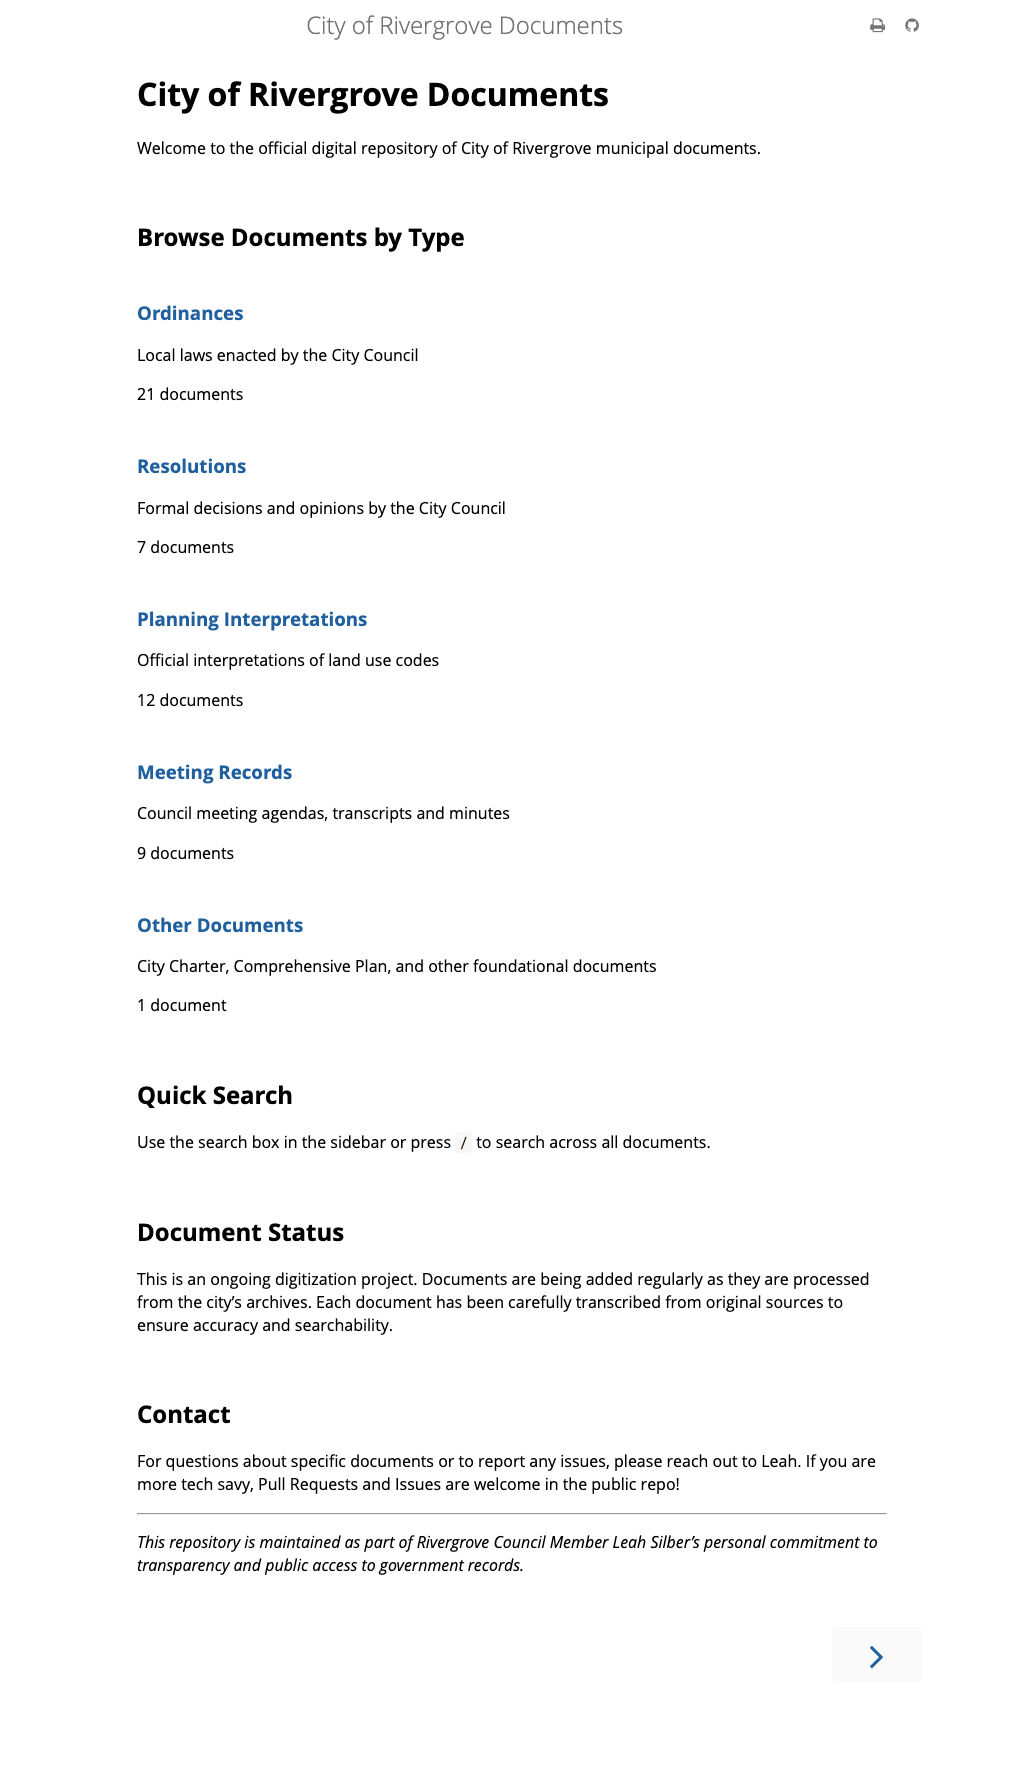 City of Rivergrove Documents
City of Rivergrove Documents
Welcome to the official digital repository of City of Rivergrove municipal documents.
Browse Documents by Type
Ordinances
Local laws enacted by the City Council
21 documents
Resolutions
Formal decisions and opinions by the City Council
7 documents
Planning Interpretations
Official interpretations of land use codes
12 documents
Meeting Records
Council meeting agendas, transcripts and minutes
9 documents
Other Documents
City Charter, Comprehensive Plan, and other foundational documents
1 document
Quick Search
Use the search box in the sidebar or press / to search across all documents.
Document Status
This is an ongoing digitization project. Documents are being added regularly as they are processed
from the city’s archives. Each document has been carefully transcribed from original sources to
ensure accuracy and searchability.
Contact
For questions about specific documents or to report any issues, please reach out to Leah. If you are
more tech savy, Pull Requests and Issues are welcome in the public repo!
This repository is maintained as part of Rivergrove Council Member Leah Silber’s personal commitment to
transparency and public access to government records.